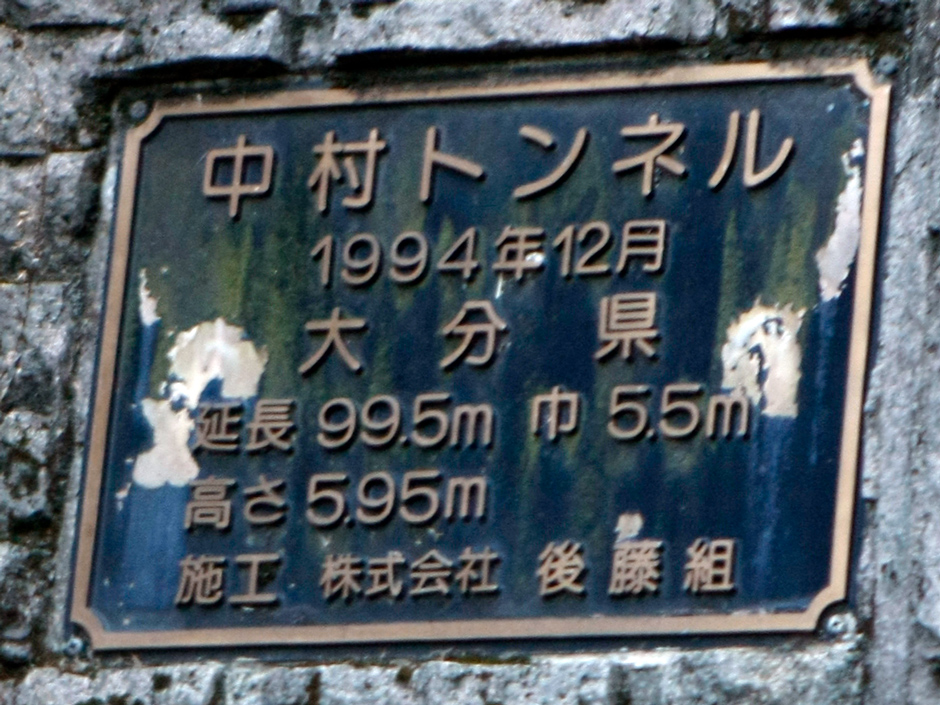 中村トンネル
1994年12月
大分県
延長 99.5m 巾 5.5m
高さ 5.95m
施工 株式会社 後藤組